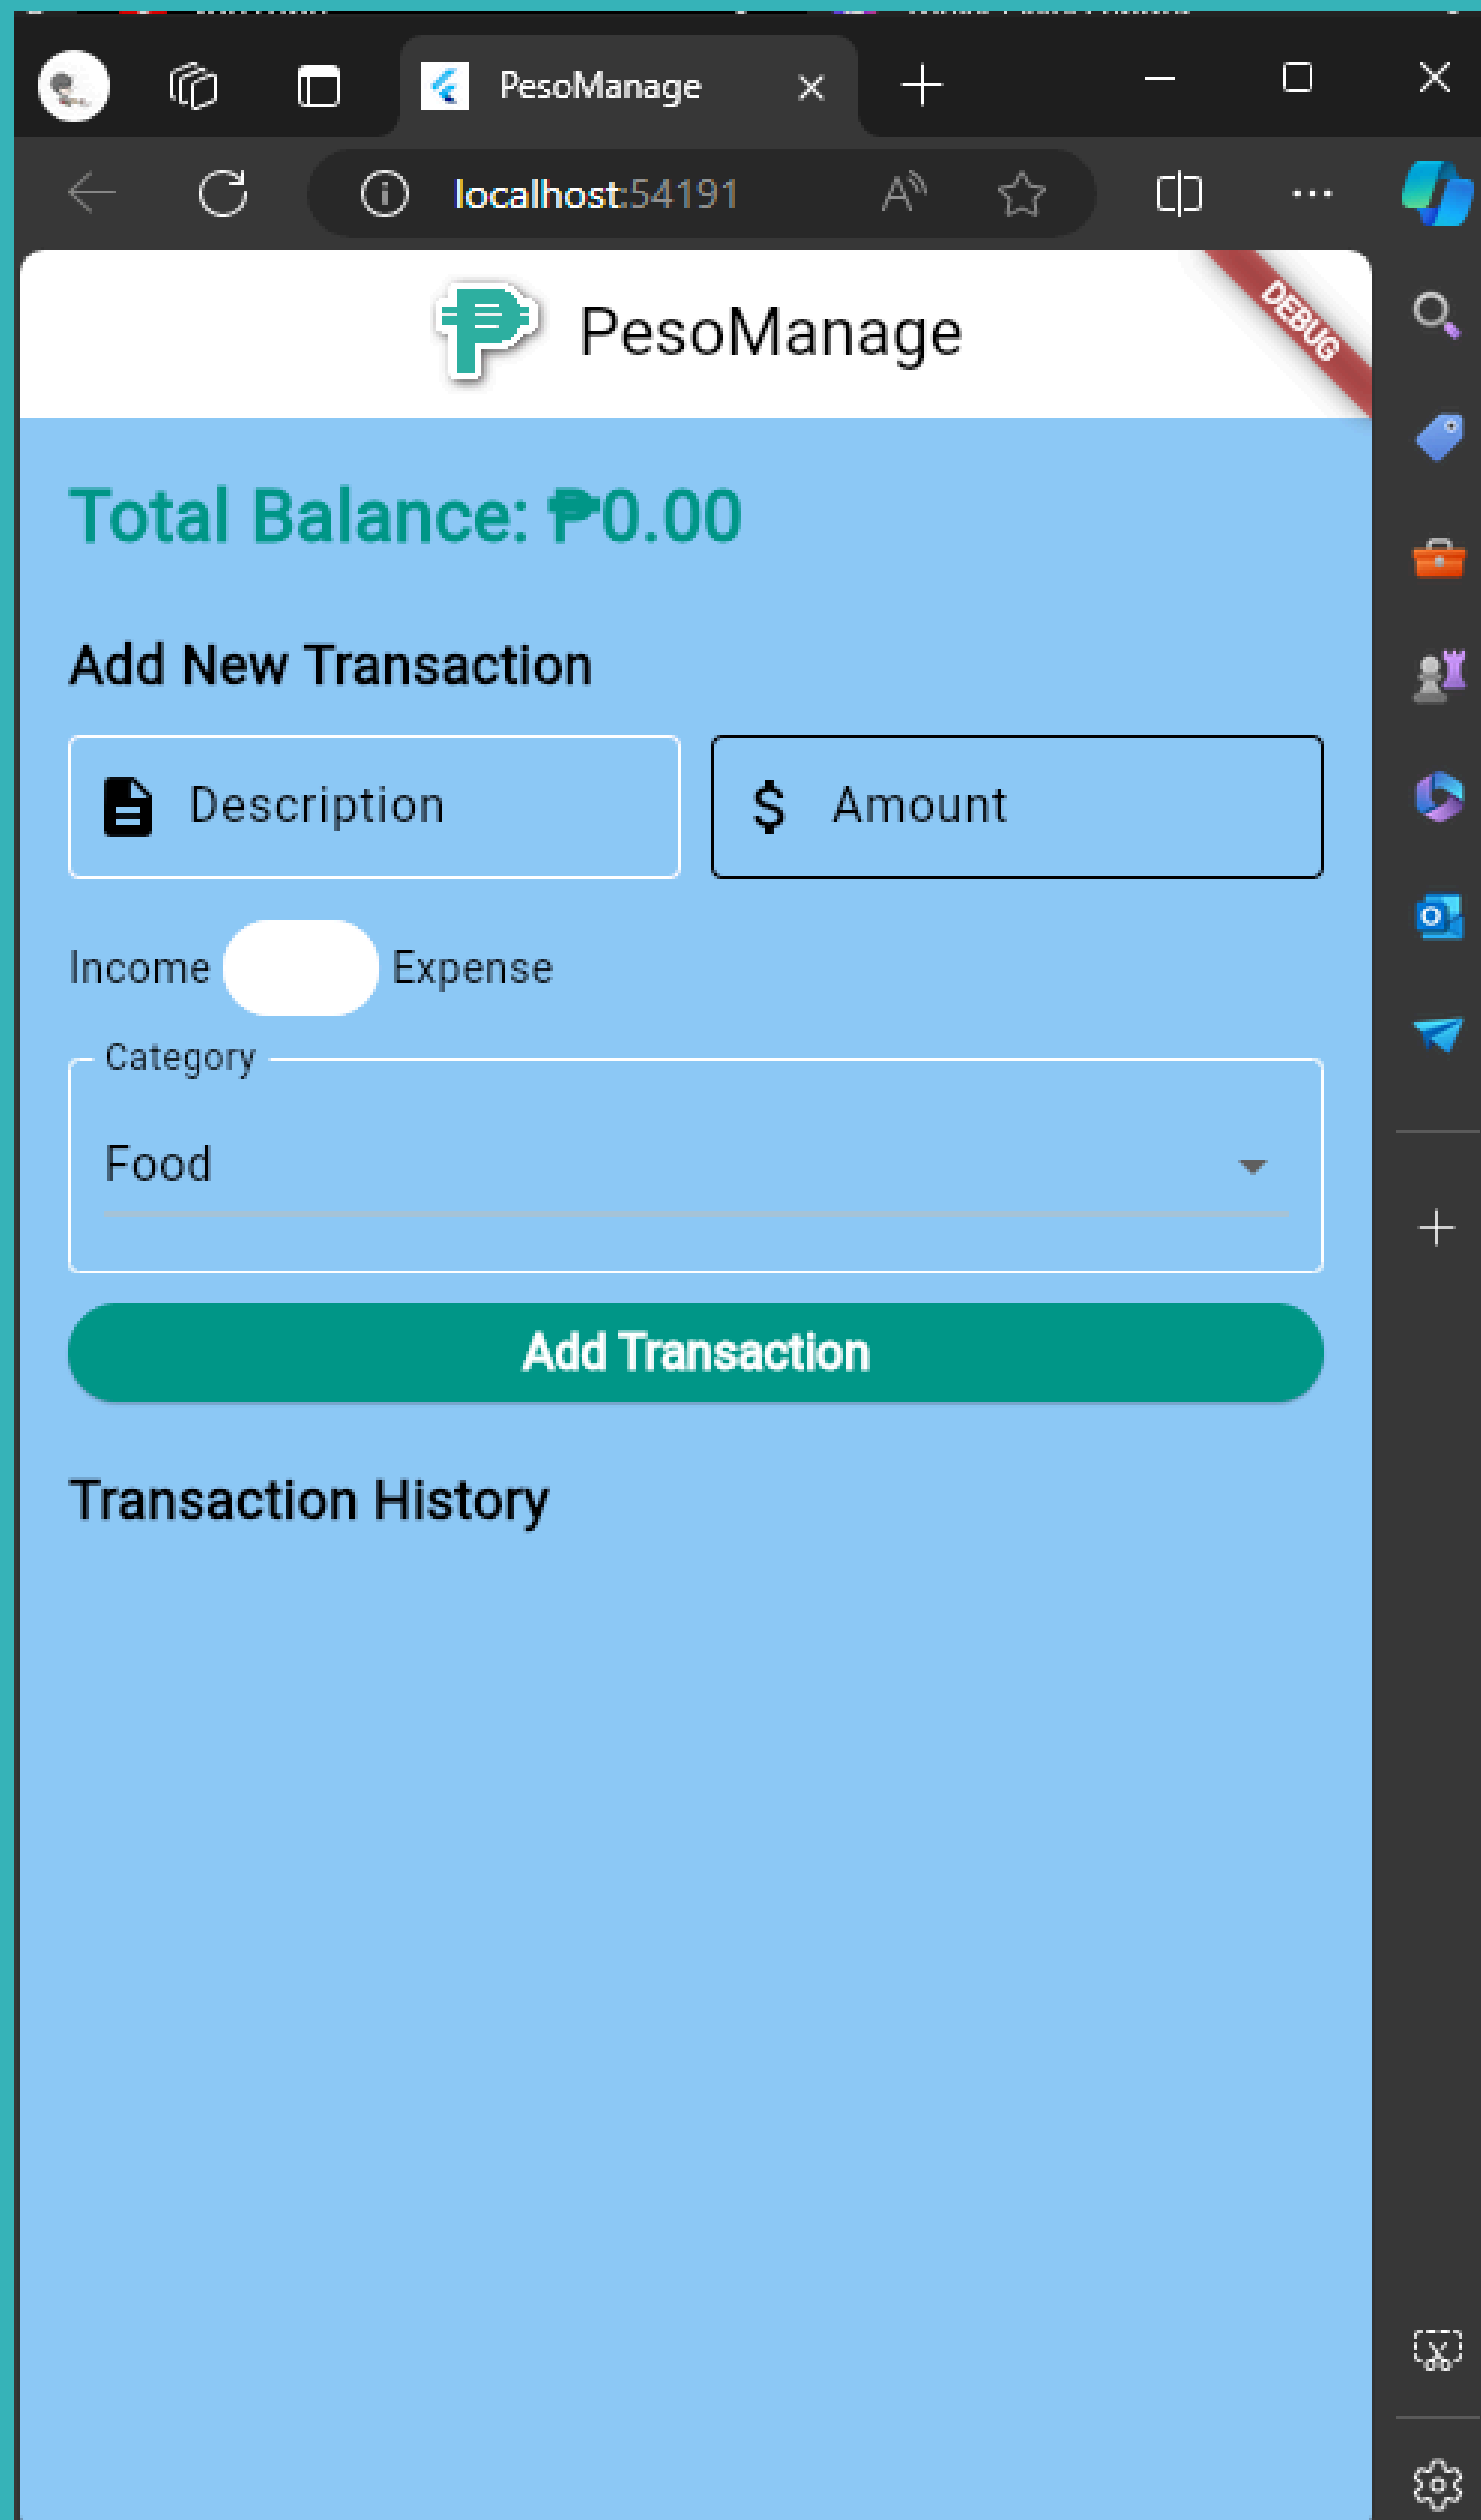 PesoManage
localhost:54191
PesoManage
DEBUG
Total Balance: ₱0.00
Add New Transaction
Description
$ Amount
Income Expense
Category
Food
Add Transaction
Transaction History